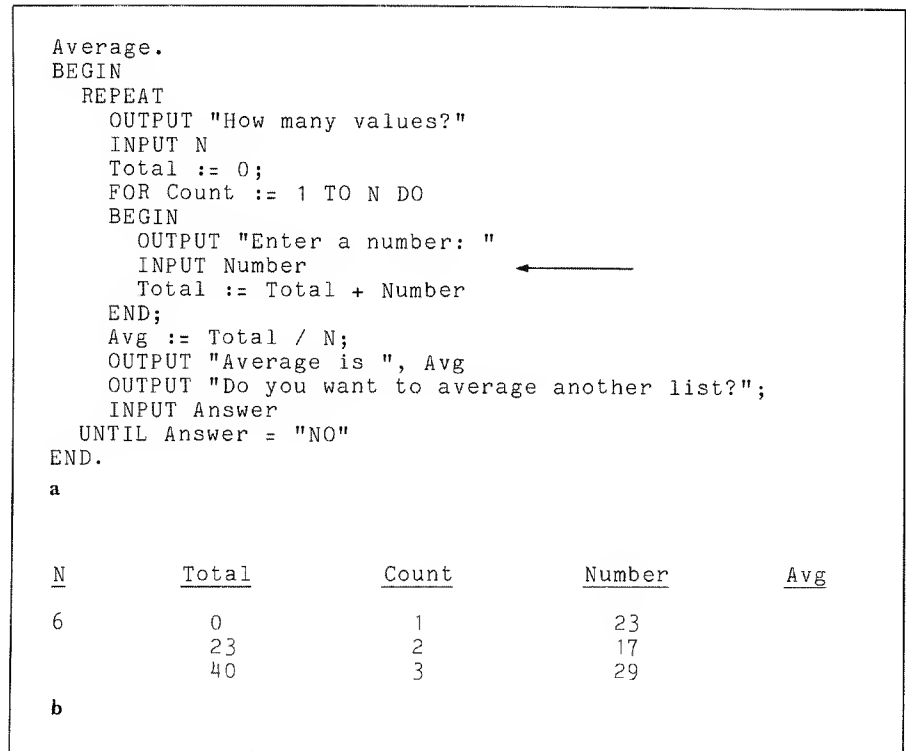 Average.
BEGIN
REPEAT
OUTPUT "How many values?"
INPUT N
Total := 0;
FOR Count := 1 TO N DO
BEGIN
OUTPUT "Enter a number: "
INPUT Number
Total := Total + Number
END;
Avg := Total / N;
OUTPUT "Average is ", Avg
OUTPUT "Do you want to average another list?";
INPUT Answer
UNTIL Answer = "NO"
END.
a
N Total Count Number Avg
6 0 1 23
23 2 17
40 3 29
b